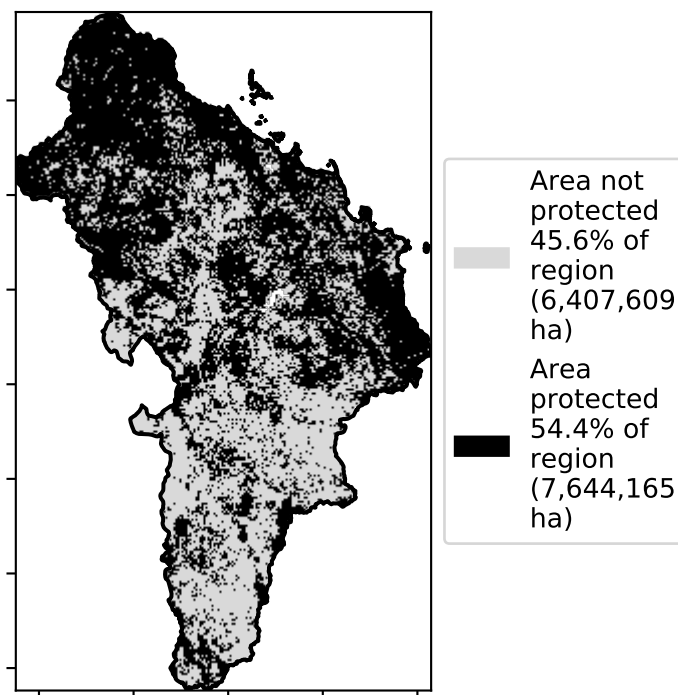 Area not
protected
45.6% of
region
(6,407,609
ha)
Area
protected
54.4% of
region
(7,644,165
ha)